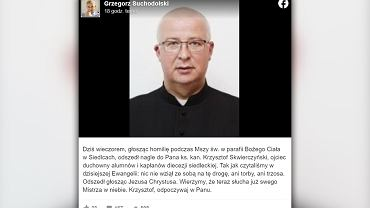 Grzegorz Suchodolski
18 godz.
Dziś wieczorem, głosząc homilię podczas Mszy św. w parafii Bożego Ciała
w Siedlcach, odszedł nagle do Pana ks. kan. Krzysztof Skwierczyński, ojciec
duchowny alumnów i kapłanów diecezji siedleckiej. Tak jak czytaliśmy w
dzisiejszej Ewangelii: nic nie wziął ze sobą na tę drogę, ani torby, ani trzosa.
Odszedł głosząc Jezusa Chrystusa. Wierzymy, że teraz słucha już swego
Mistrza w niebie. Krzysztof, odpoczywaj w Panu.